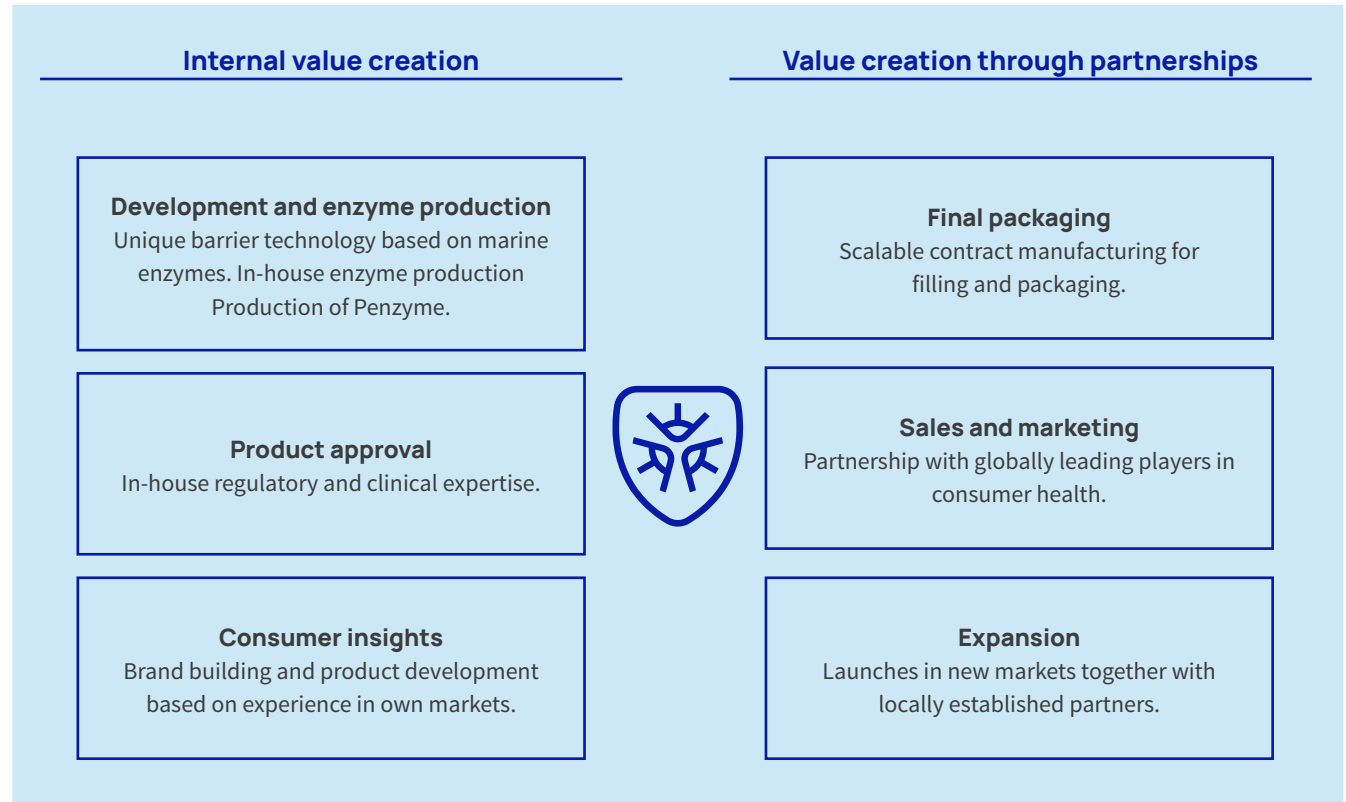 Internal value creation
Development and enzyme production
Unique barrier technology based on marine
enzymes. In-house enzyme production
Production of Penzyme.
Product approval
In-house regulatory and clinical expertise.
Consumer insights
Brand building and product development
based on experience in own markets.
Value creation through partnerships
Final packaging
Scalable contract manufacturing for
filling and packaging.
Sales and marketing
Partnership with globally leading players in
consumer health.
Expansion
Launches in new markets together with
locally established partners.